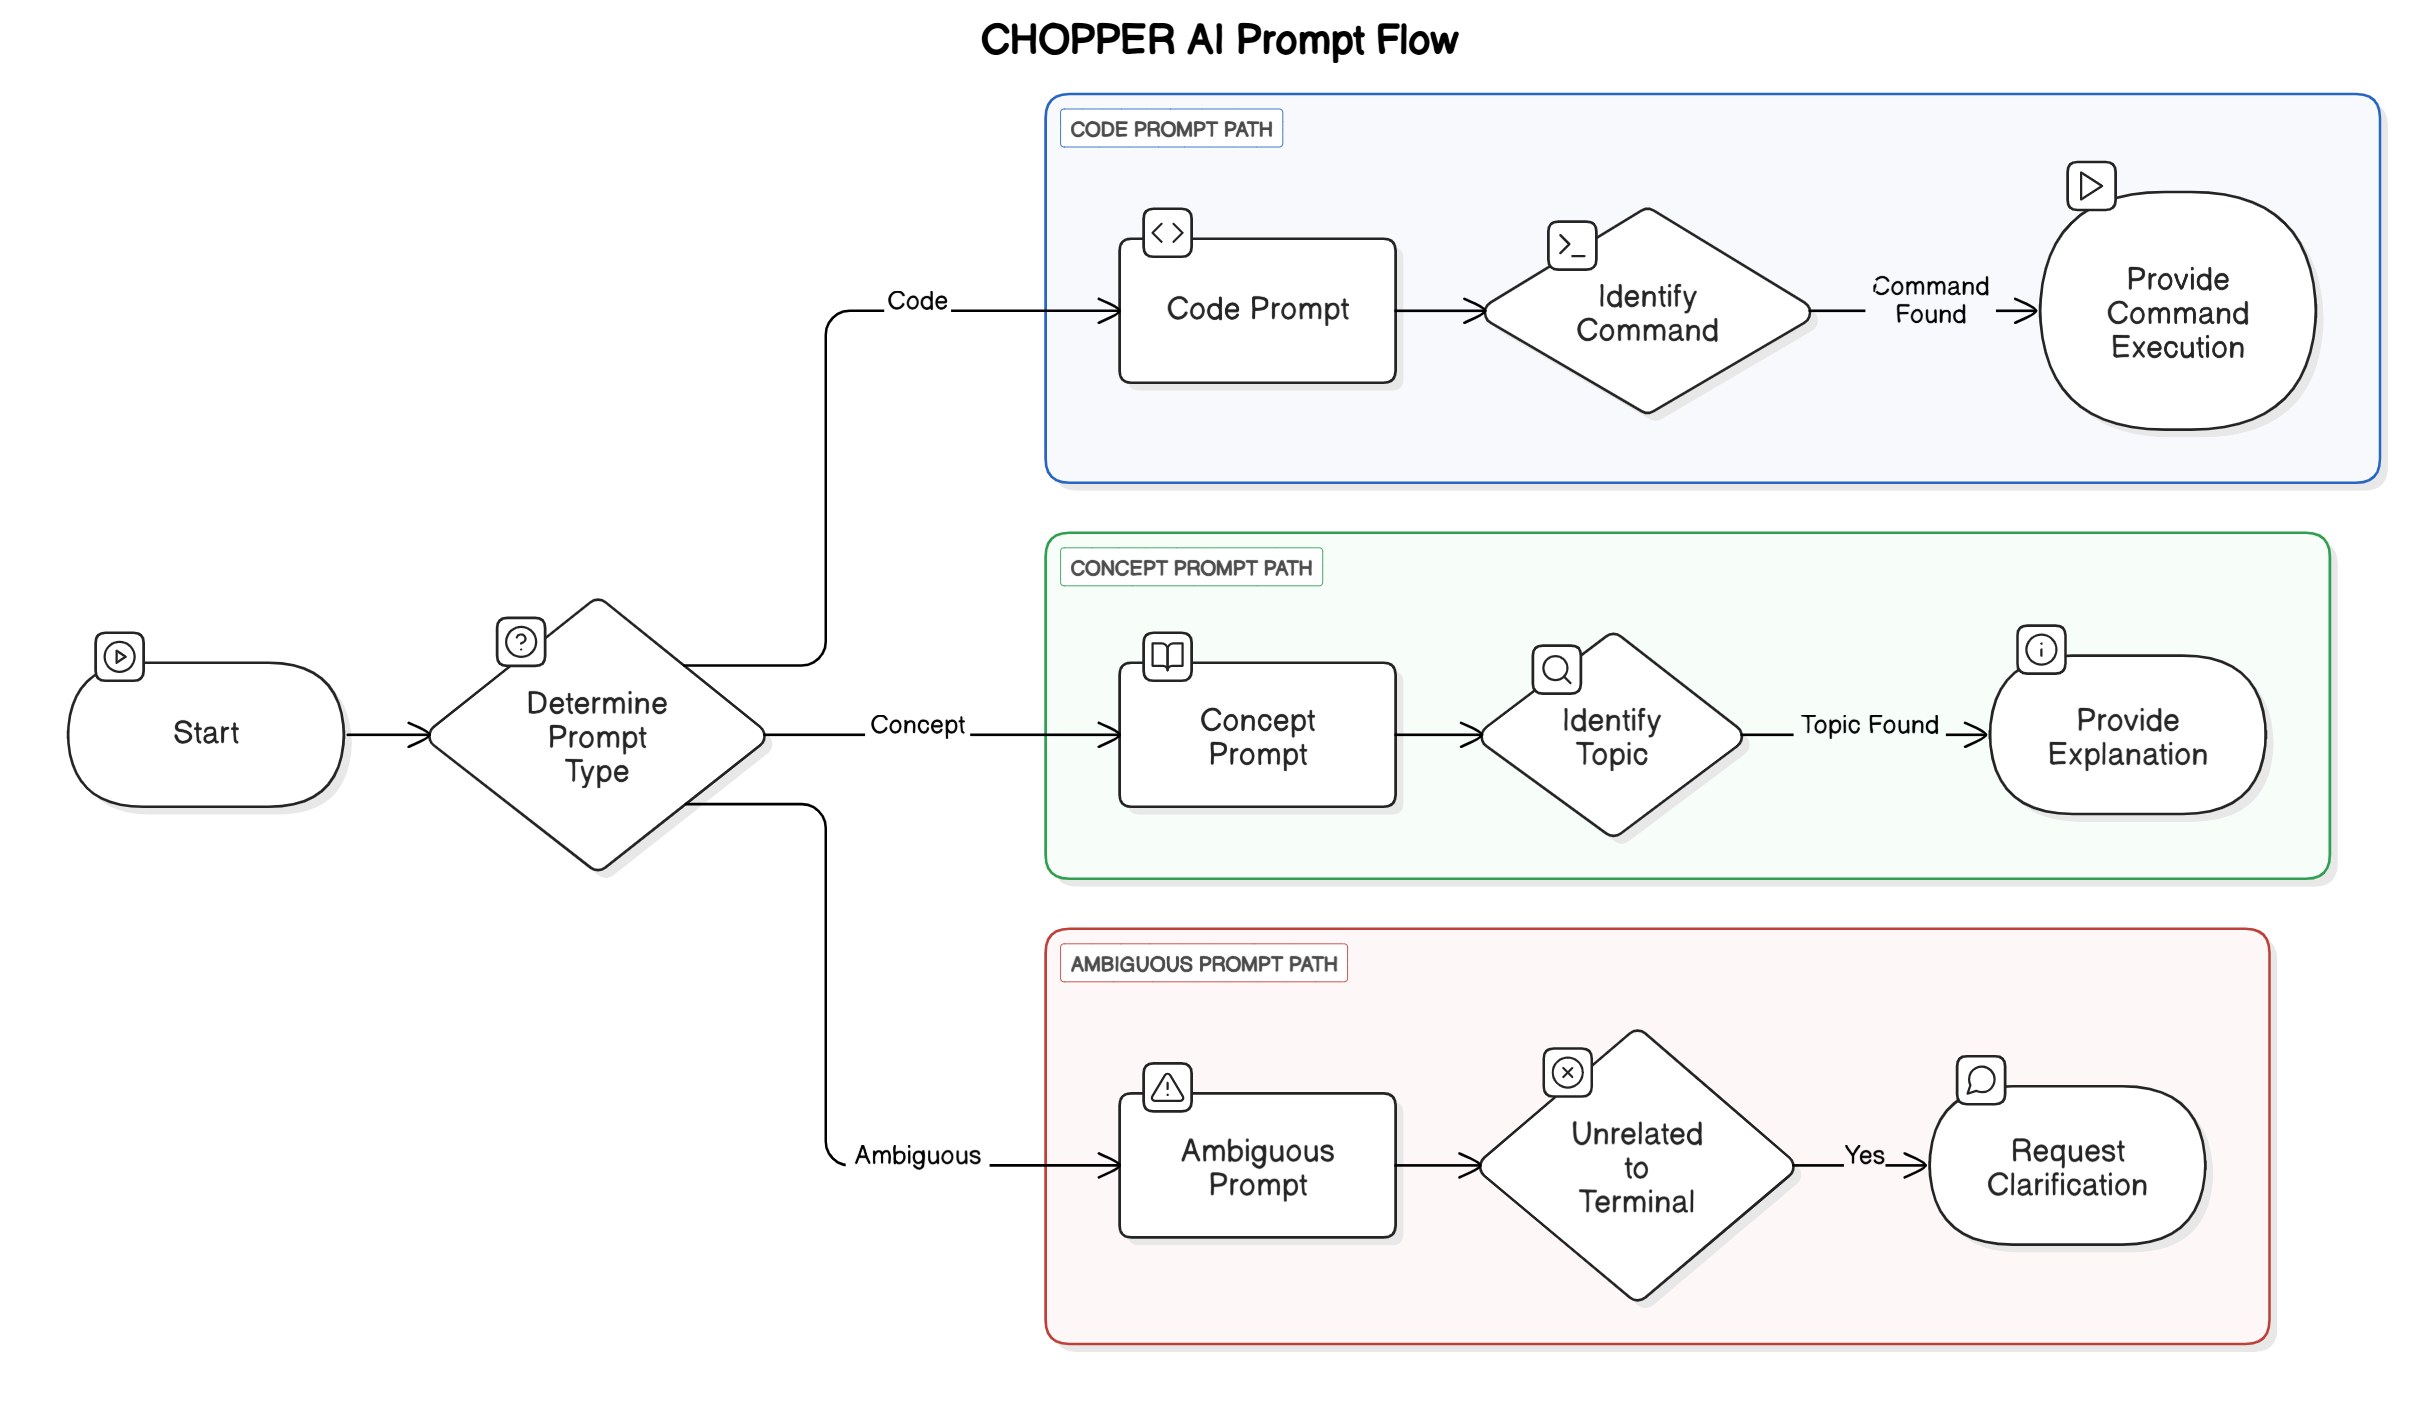 CHOPPER AI Prompt Flow
CODE PROMPT PATH
Code
Code Prompt
Identify
Command
Command
Found
Provide
Command
Execution
CONCEPT PROMPT PATH
Start
Determine
Prompt
Type
Concept
Concept
Prompt
Identify
Topic
Topic Found
Provide
Explanation
AMBIGUOUS PROMPT PATH
Ambiguous
Ambiguous
Prompt
Unrelated
to
Terminal
Yes
Request
Clarification